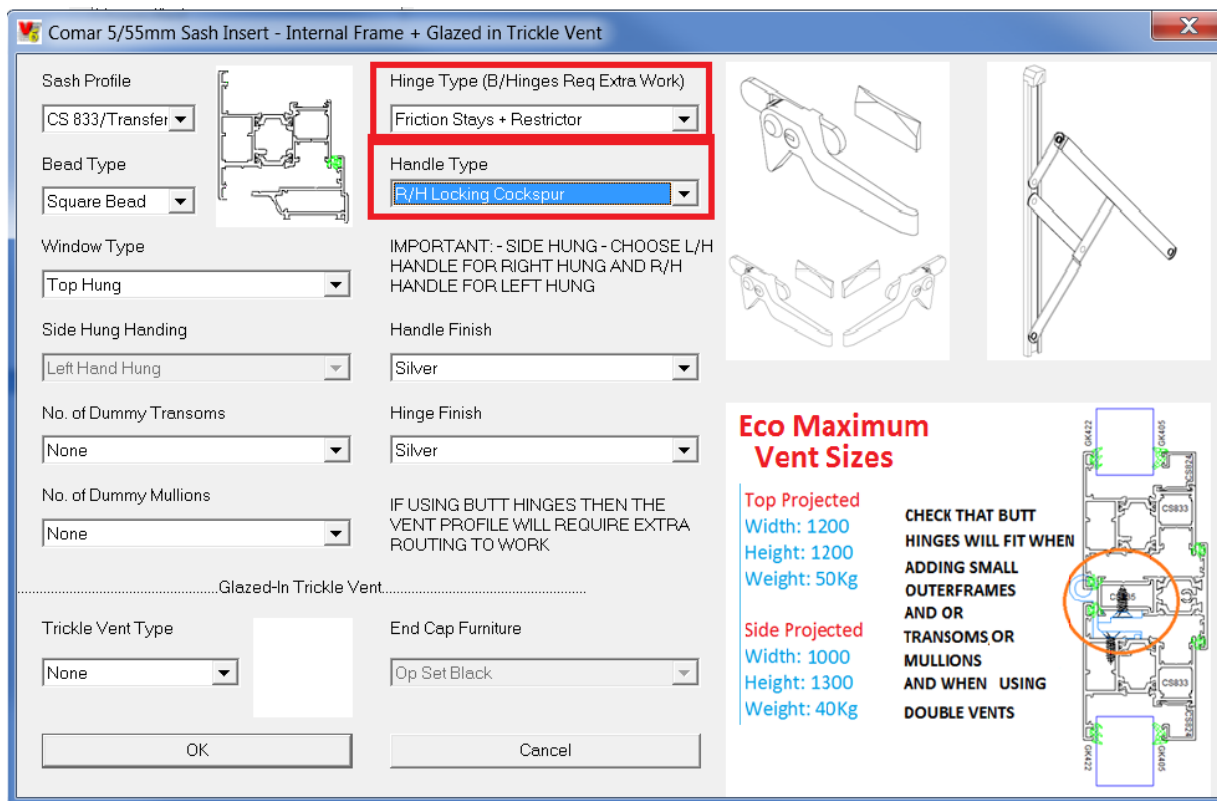 Comar 5/55mm Sash Insert - Internal Frame + Glazed in Trickle Vent
Sash Profile
CS 833/Transfer
Bead Type
Square Bead
Window Type
Top Hung
Side Hung Handing
Left Hand Hung
No. of Dummy Transoms
None
No. of Dummy Mullions
None
Hinge Type (B/Hinges Req Extra Work)
Friction Stays + Restrictor
Handle Type
R/H Locking Cockspur
IMPORTANT: - SIDE HUNG - CHOOSE L/H
HANDLE FOR RIGHT HUNG AND R/H
HANDLE FOR LEFT HUNG
Handle Finish
Silver
Hinge Finish
Silver
IF USING BUTT HINGES THEN THE
VENT PROFILE WILL REQUIRE EXTRA
ROUTING TO WORK
Glazed-In Trickle Vent
Trickle Vent Type
None
End Cap Furniture
Op Set Black
OK
Cancel
Eco Maximum
Vent Sizes
Top Projected
Width: 1200
Height: 1200
Weight: 50Kg
Side Projected
Width: 1000
Height: 1300
Weight: 40Kg
CHECK THAT BUTT
HINGES WILL FIT WHEN
ADDING SMALL
OUTERFRAMES
AND OR
TRANSOMS OR
MULLIONS
AND WHEN USING
DOUBLE VENTS
GK422
GK405
CS824
CS833
CS833
GK422
GK405